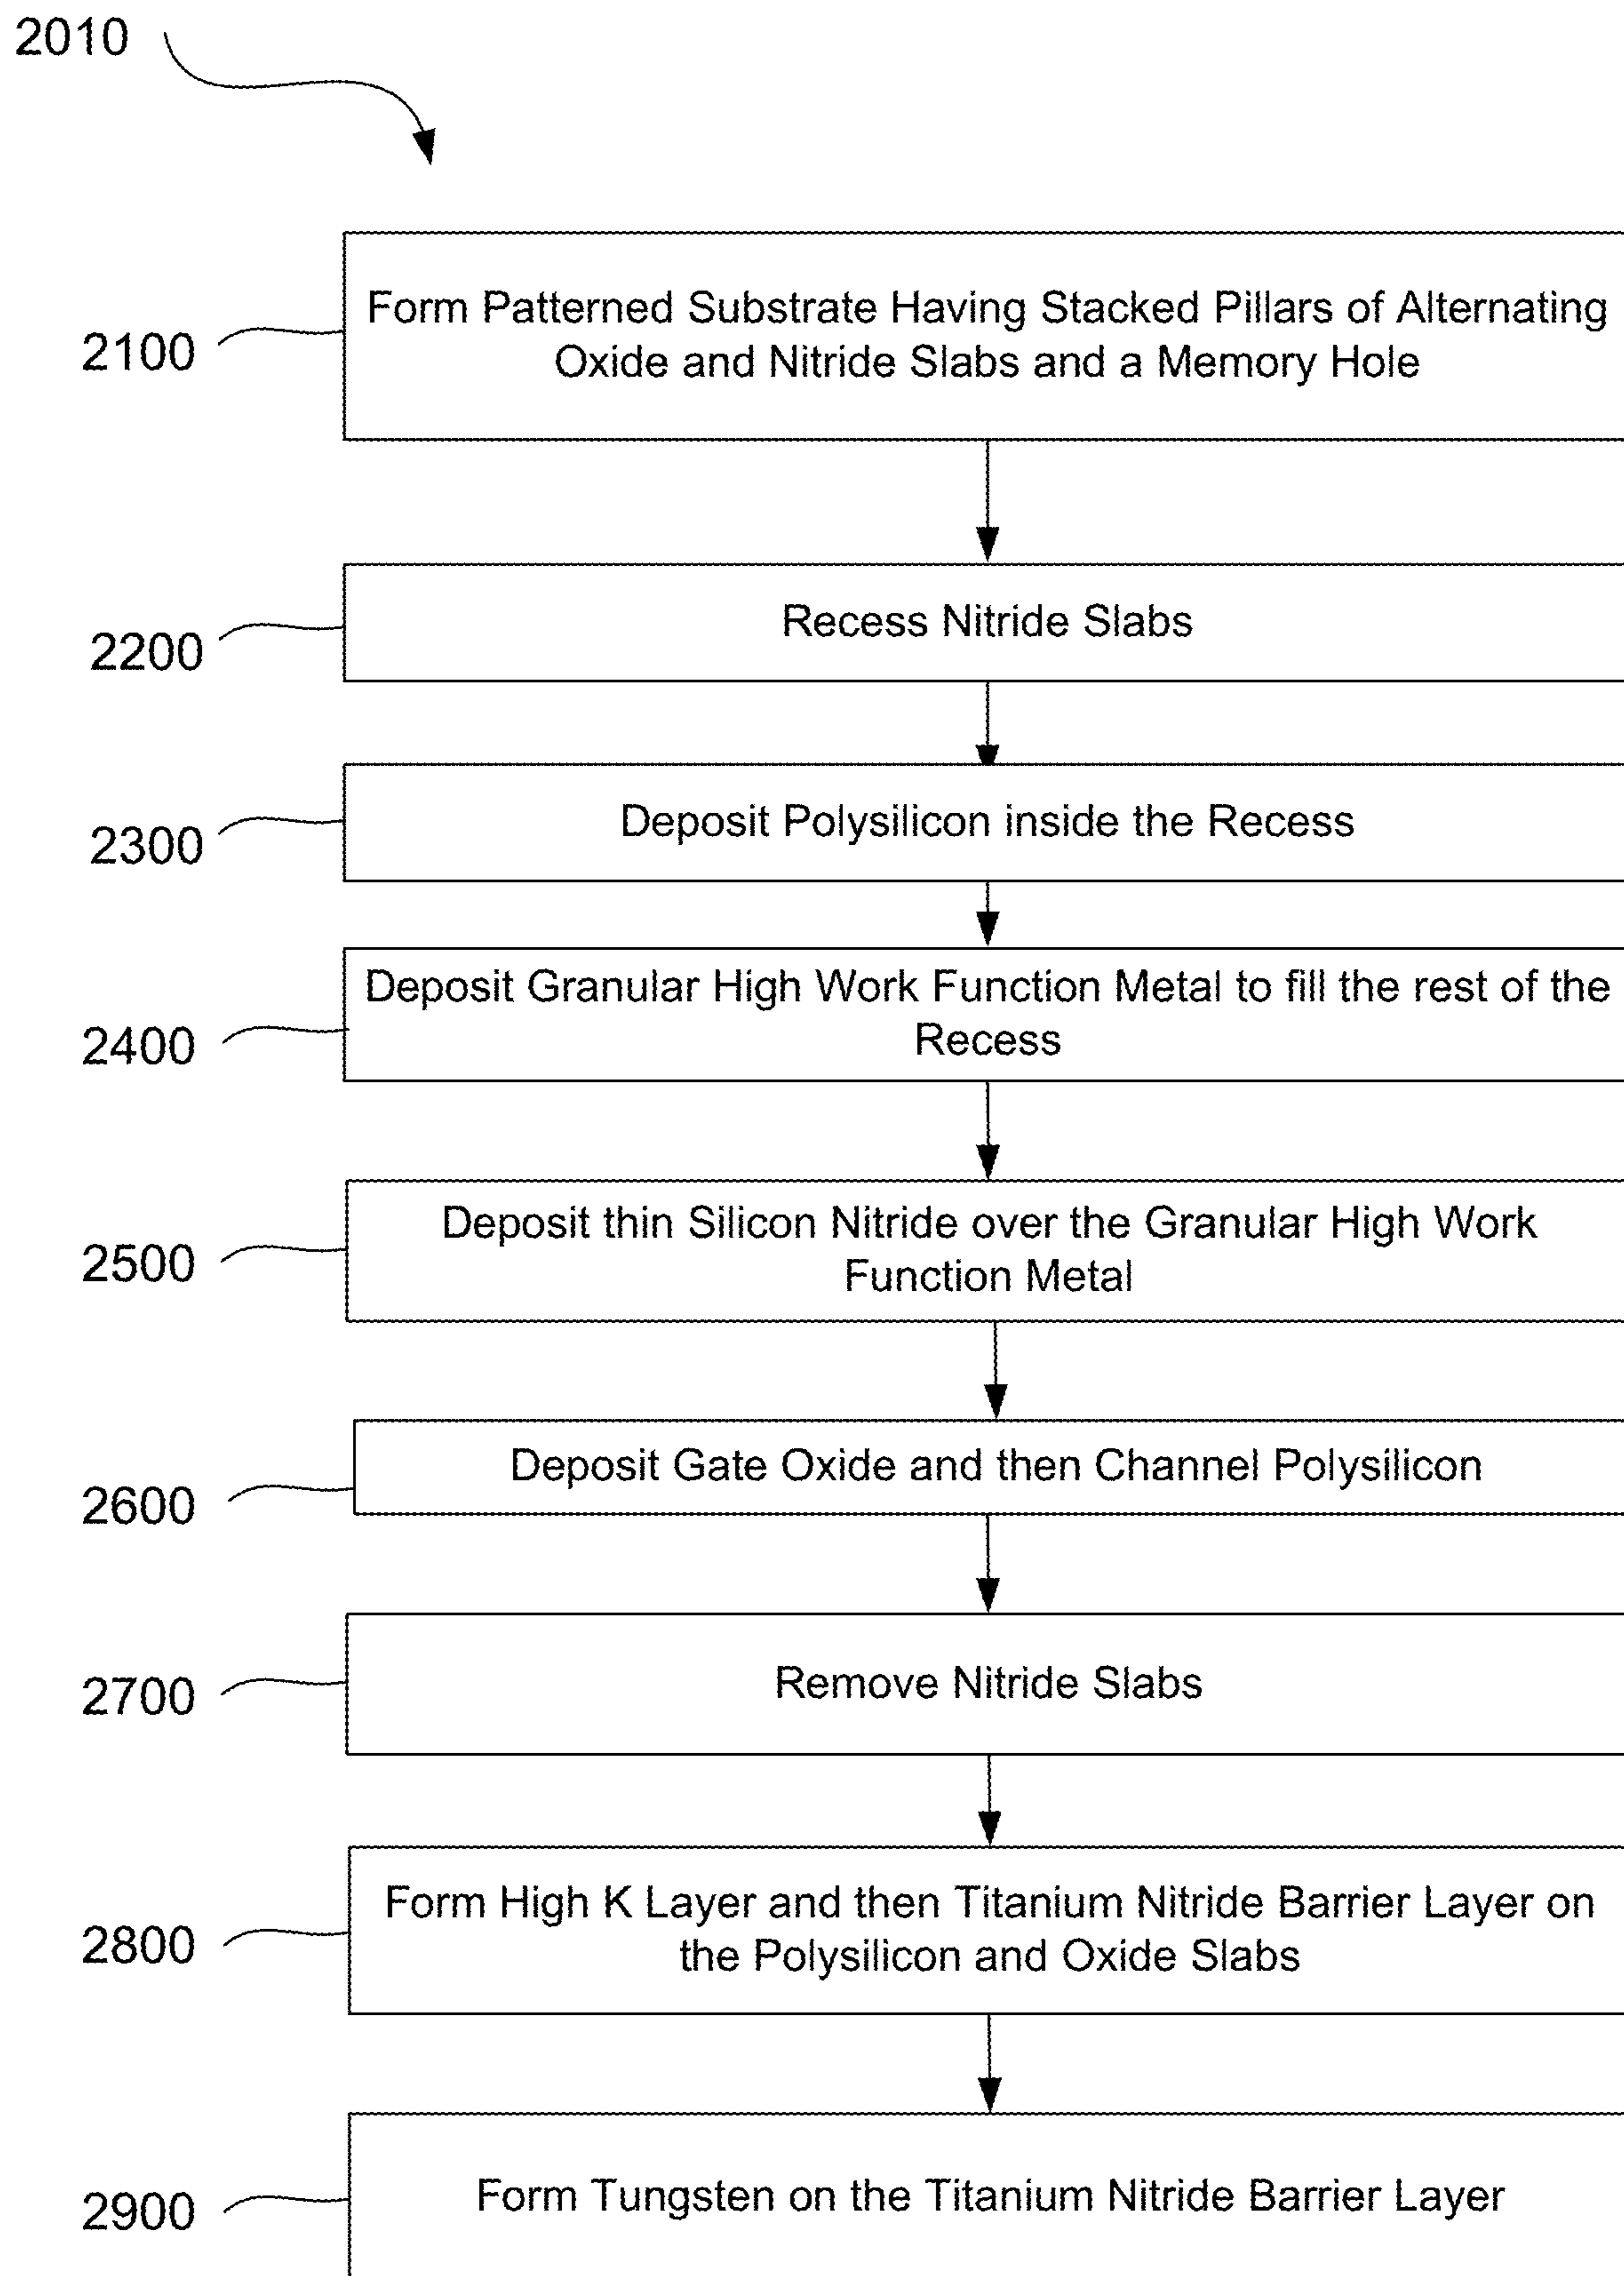 2010
Form Patterned Substrate Having Stacked Pillars of Alternating
Oxide and Nitride Slabs and a Memory Hole
2100
Recess Nitride Slabs
2200
Deposit Polysilicon inside the Recess
2300
Deposit Granular High Work Function Metal to fill the rest of the
Recess
2400
Deposit thin Silicon Nitride over the Granular High Work
Function Metal
2500
Deposit Gate Oxide and then Channel Polysilicon
2600
Remove Nitride Slabs
2700
Form High K Layer and then Titanium Nitride Barrier Layer on
the Polysilicon and Oxide Slabs
2800
Form Tungsten on the Titanium Nitride Barrier Layer
2900